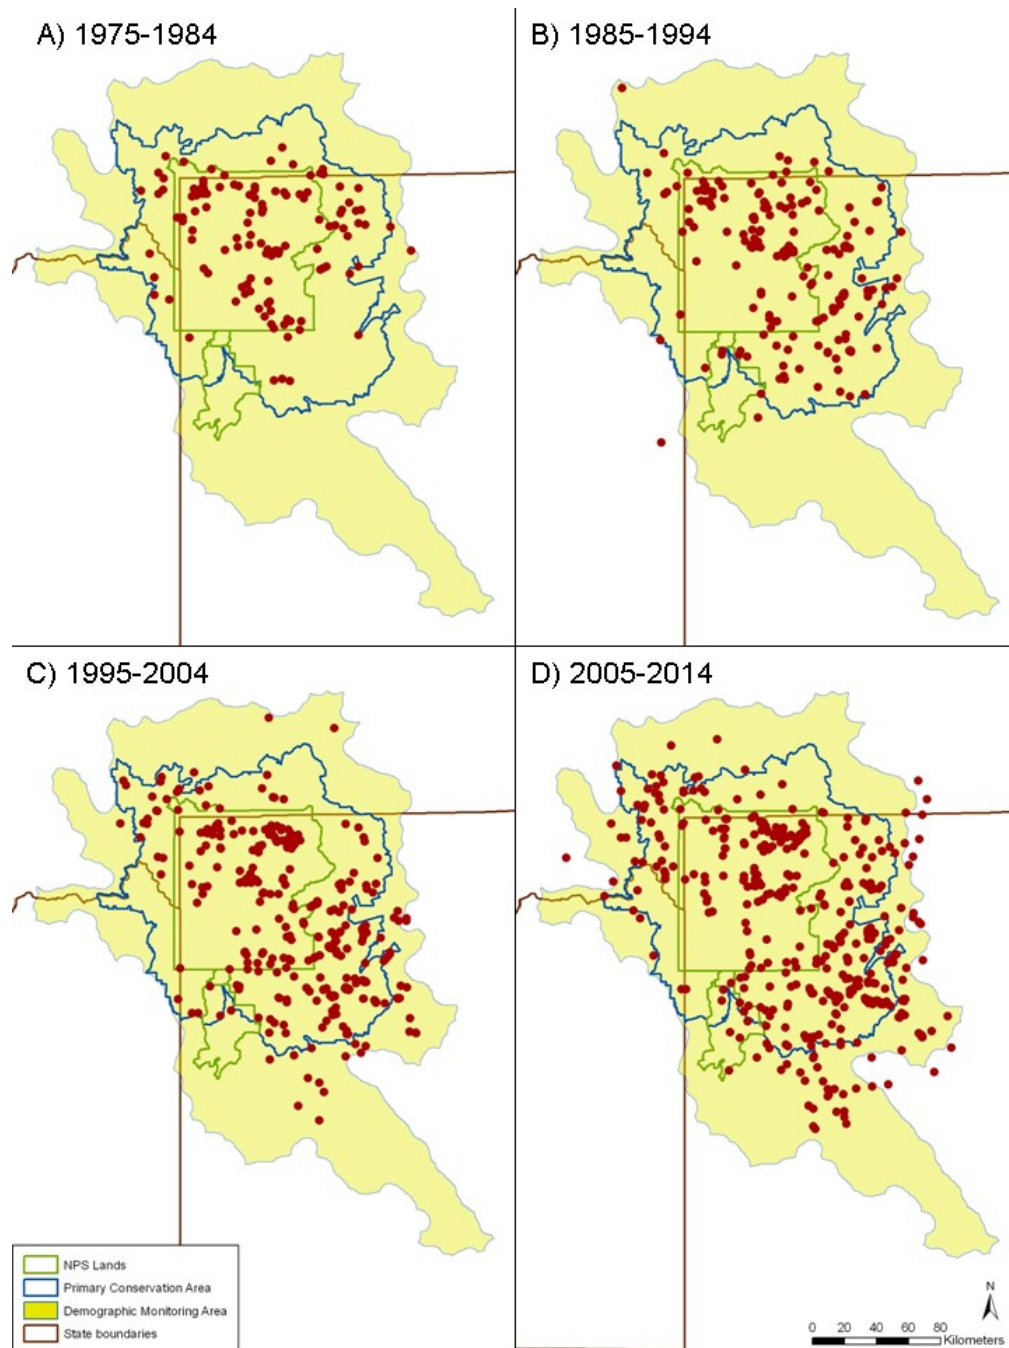 A) 1975-1984
B) 1985-1994
C) 1995-2004
D) 2005-2014
NPS Lands
Primary Conservation Area
Demographic Monitoring Area
State boundaries
N
0 20 40 60 80
Kilometers